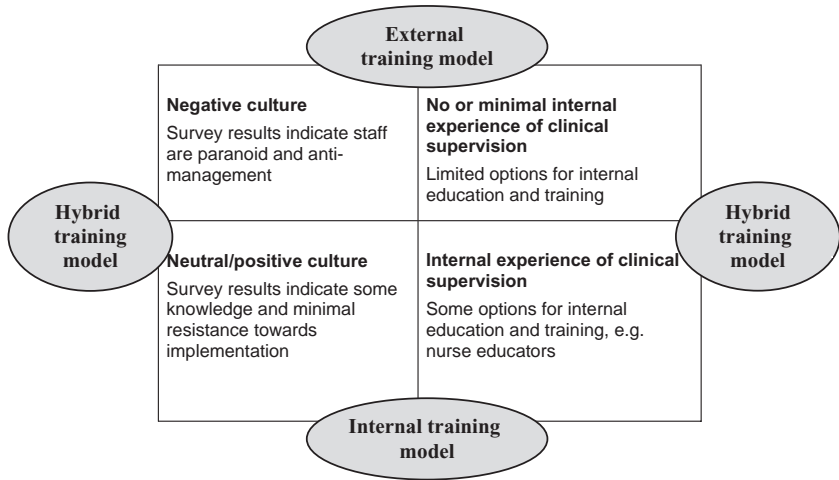 External
training model
Negative culture
Survey results indicate staff
are paranoid and anti-
management
No or minimal internal
experience of clinical
supervision
Limited options for internal
education and training
Hybrid
training
model
Hybrid
training
model
Neutral/positive culture
Survey results indicate some
knowledge and minimal
resistance towards
implementation
Internal experience of clinical
supervision
Some options for internal
education and training, e.g.
nurse educators
Internal training
model